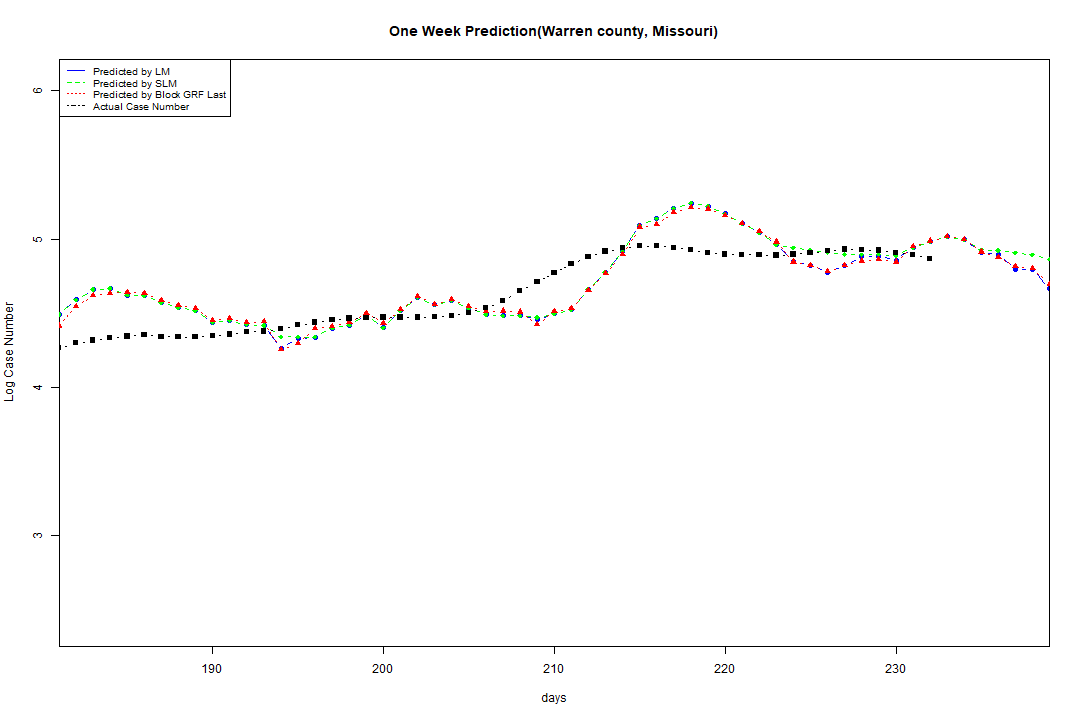 One Week Prediction(Warren county, Missouri)
Predicted by LM
Predicted by SLM
Predicted by Block GRF Last
Actual Case Number
6
5
4
3
Log Case Number
190 200 210 220 230
days